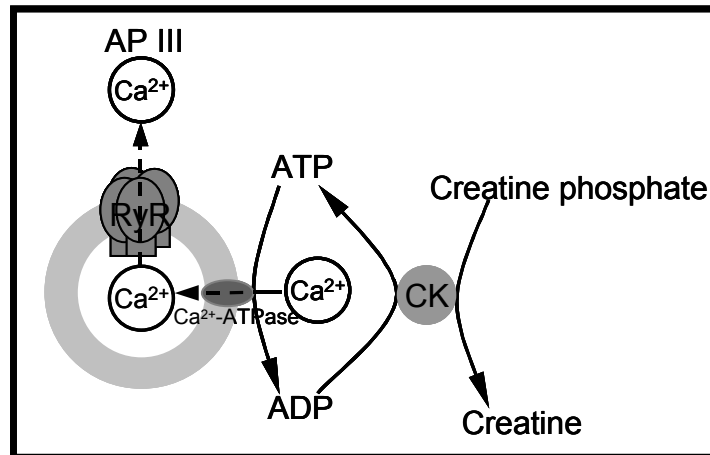 AP III
Ca²⁺
ATP
Creatine phosphate
RyR
Ca²⁺
Ca²⁺
CK
Ca²⁺-ATPase
ADP
Creatine